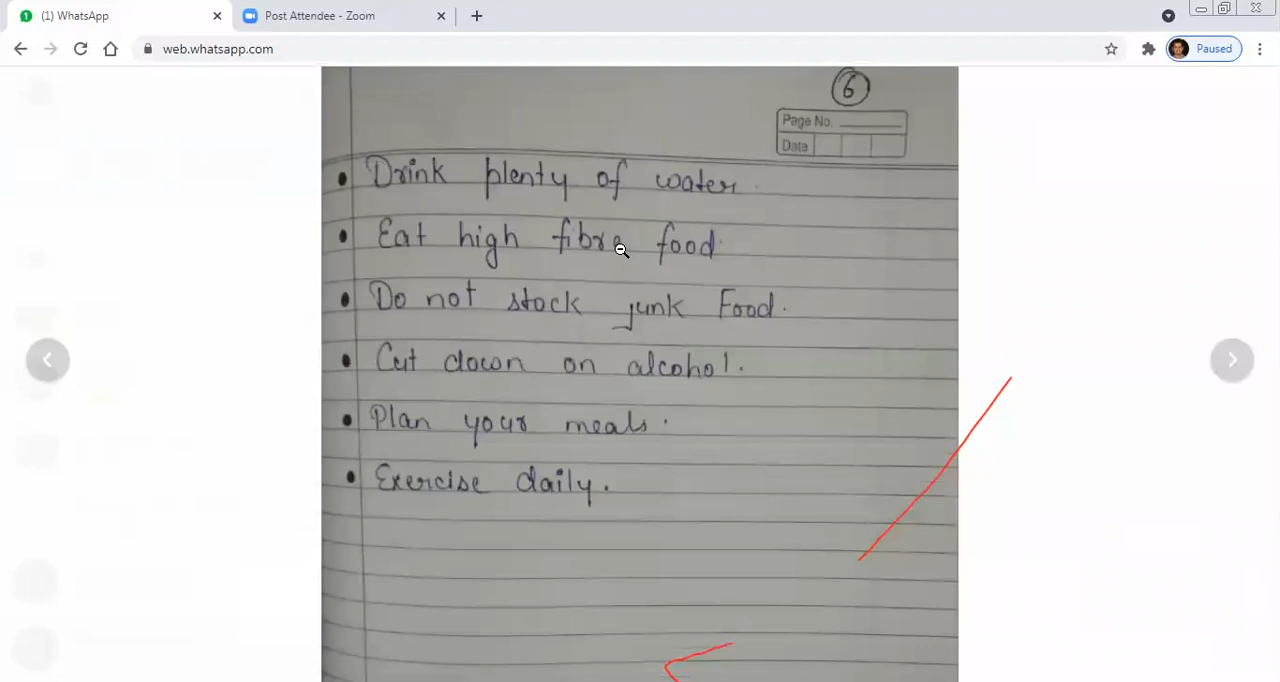 (1) WhatsApp
Post Attendee - Zoom
web.whatsapp.com
Paused
6
Page No.
Date
• Drink plenty of water.
• Eat high fibre food.
• Do not stock junk Food.
• Cut down on alcohol.
• Plan your meals.
• Exercise daily.